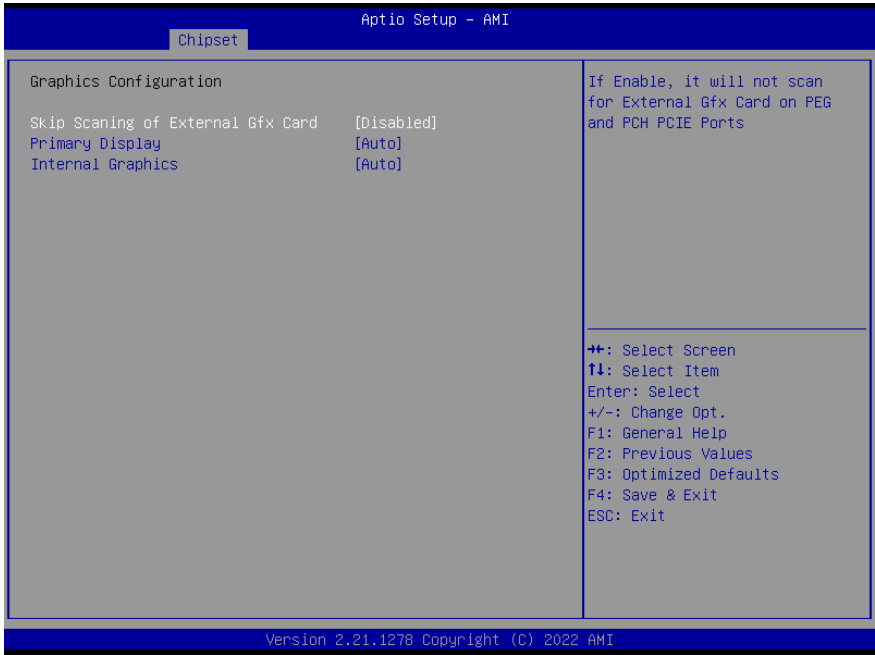 Aptio Setup – AMI
Chipset
Graphics Configuration
Skip Scaning of External Gfx Card [Disabled]
Primary Display [Auto]
Internal Graphics [Auto]
If Enable, it will not scan
for External Gfx Card on PEG
and PCH PCIE Ports
→←: Select Screen
↑↓: Select Item
Enter: Select
+/-: Change Opt.
F1: General Help
F2: Previous Values
F3: Optimized Defaults
F4: Save & Exit
ESC: Exit
Version 2.21.1278 Copyright (C) 2022 AMI